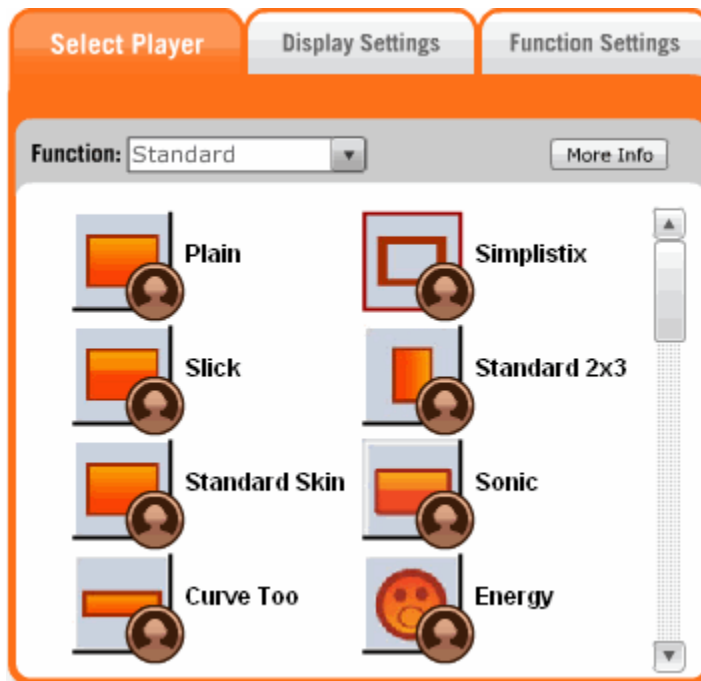 Select Player
Display Settings
Function Settings
Function: Standard
More Info
Plain
Simplistix
Slick
Standard 2x3
Standard Skin
Sonic
Curve Too
Energy